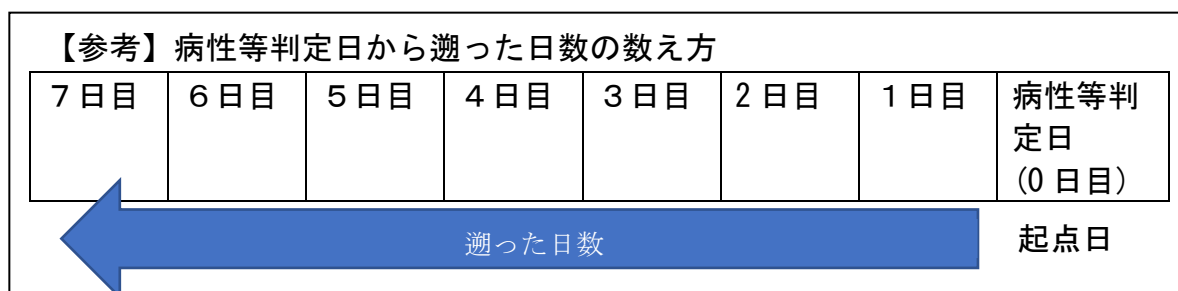 【参考】病性等判定日から遡った日数の数え方
７日目 ６日目 ５日目 ４日目 ３日目 2日目 １日目 病性等判
定日
(0日目)
遡った日数 起点日